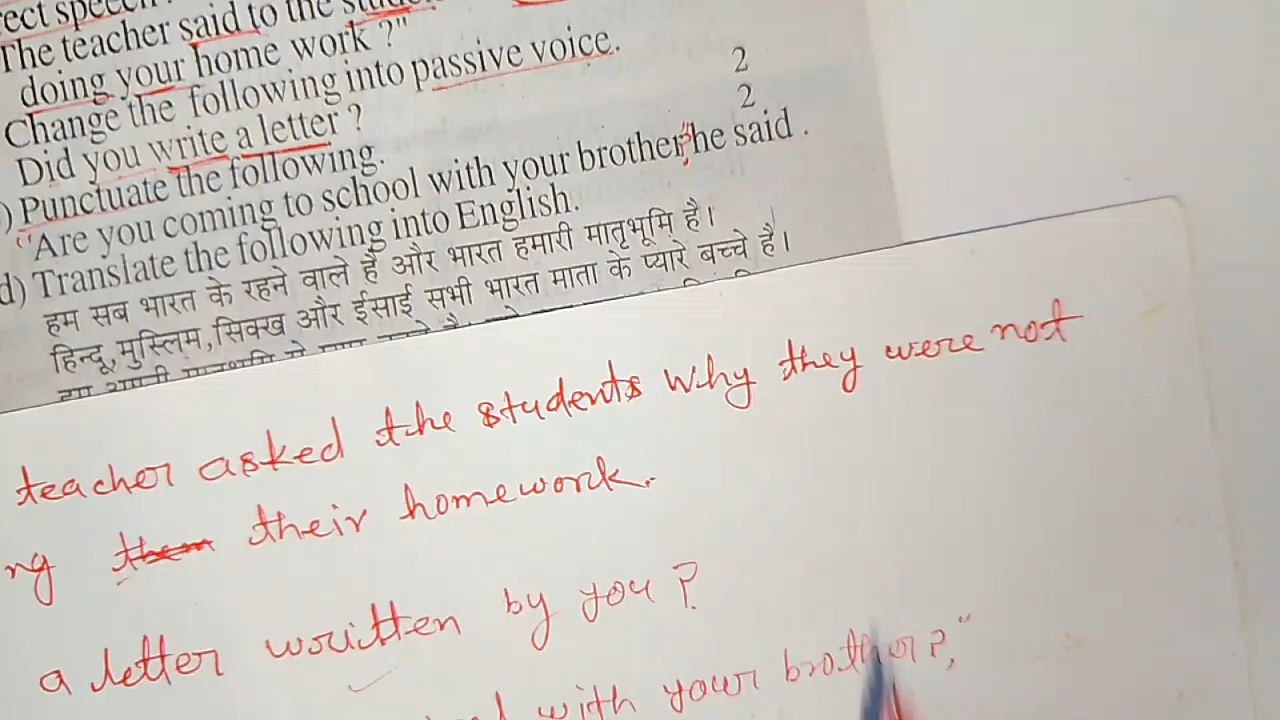 rect speech
The teacher said to the
doing your home work ?"
Change the following into passive voice. 2
Did you write a letter ? 2
) Punctuate the following.
"Are you coming to school with your brother?" he said .
d) Translate the following into English.
हम सब भारत के रहने वाले हैं और भारत हमारी मातृभूमि है।
हिन्दू, मुस्लिम, सिक्ख और ईसाई सभी भारत माता के प्यारे बच्चे है।
teacher asked the students why they were not
ng them their homework.
a letter written by you ?
with your brother?,"